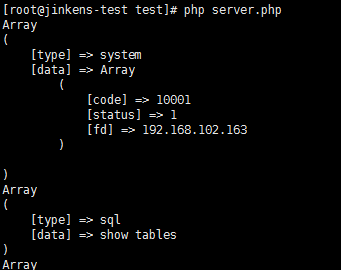 [root@jinkens-test test]# php server.php
Array
(
    [type] => system
    [data] => Array
        (
            [code] => 10001
            [status] => 1
            [fd] => 192.168.102.163
        )

)
Array
(
    [type] => sql
    [data] => show tables
)
Array